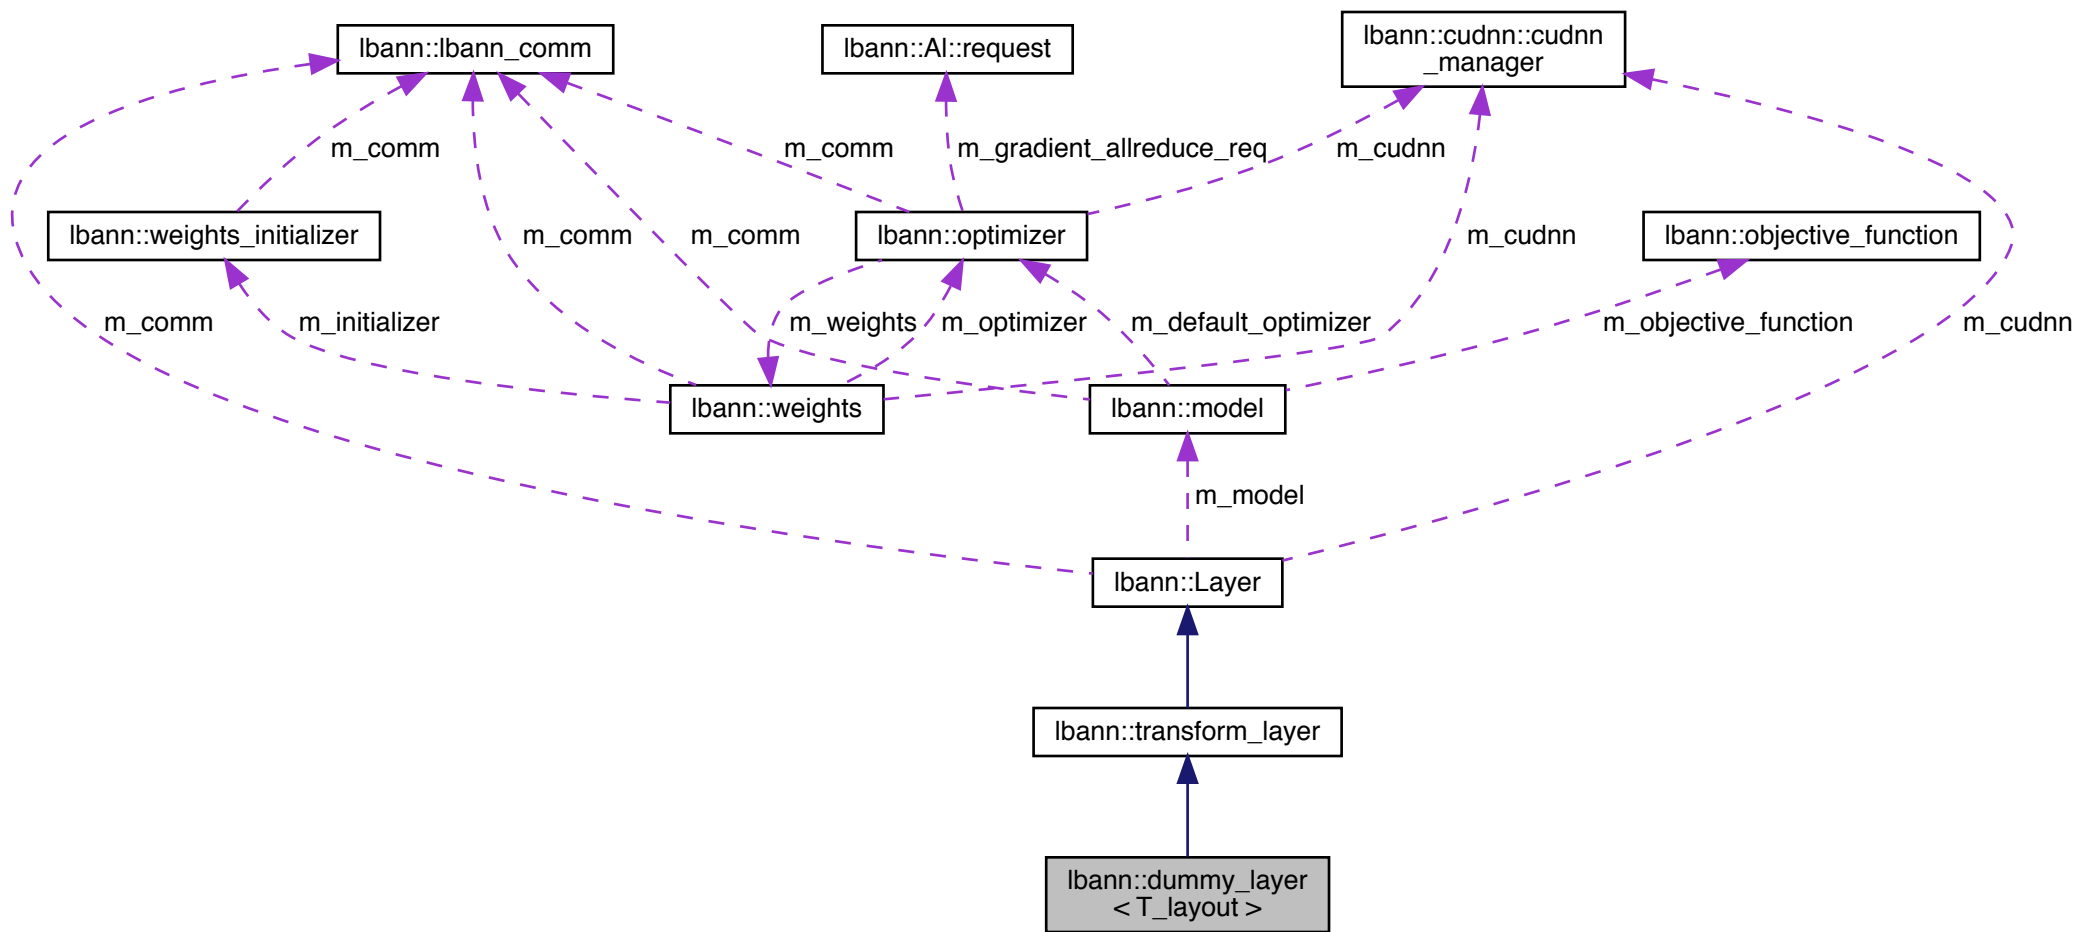 lbann::lbann_comm
lbann::Al::request
lbann::cudnn::cudnn
_manager
m_comm
m_comm
m_gradient_allreduce_req
m_cudnn
lbann::weights_initializer
m_comm
m_comm
lbann::optimizer
m_cudnn
lbann::objective_function
m_comm
m_initializer
m_weights
m_optimizer
m_default_optimizer
m_objective_function
m_cudnn
lbann::weights
lbann::model
m_model
lbann::Layer
lbann::transform_layer
lbann::dummy_layer
< T_layout >